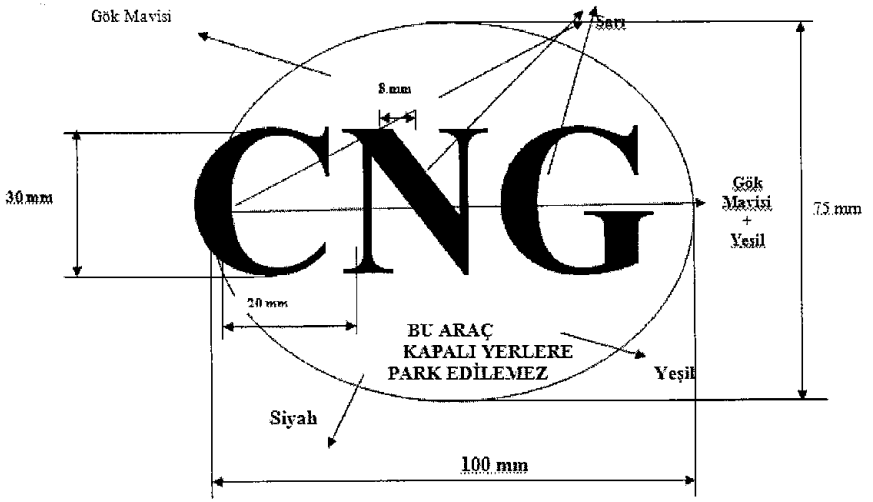 Gök Mavisi
Sarı
8 mm
CNG
30 mm
Gök
Mavisi
+
Yeşil
75 mm
20 mm
BU ARAÇ
KAPALI YERLERE
PARK EDİLEMEZ
Yeşil
Siyah
100 mm